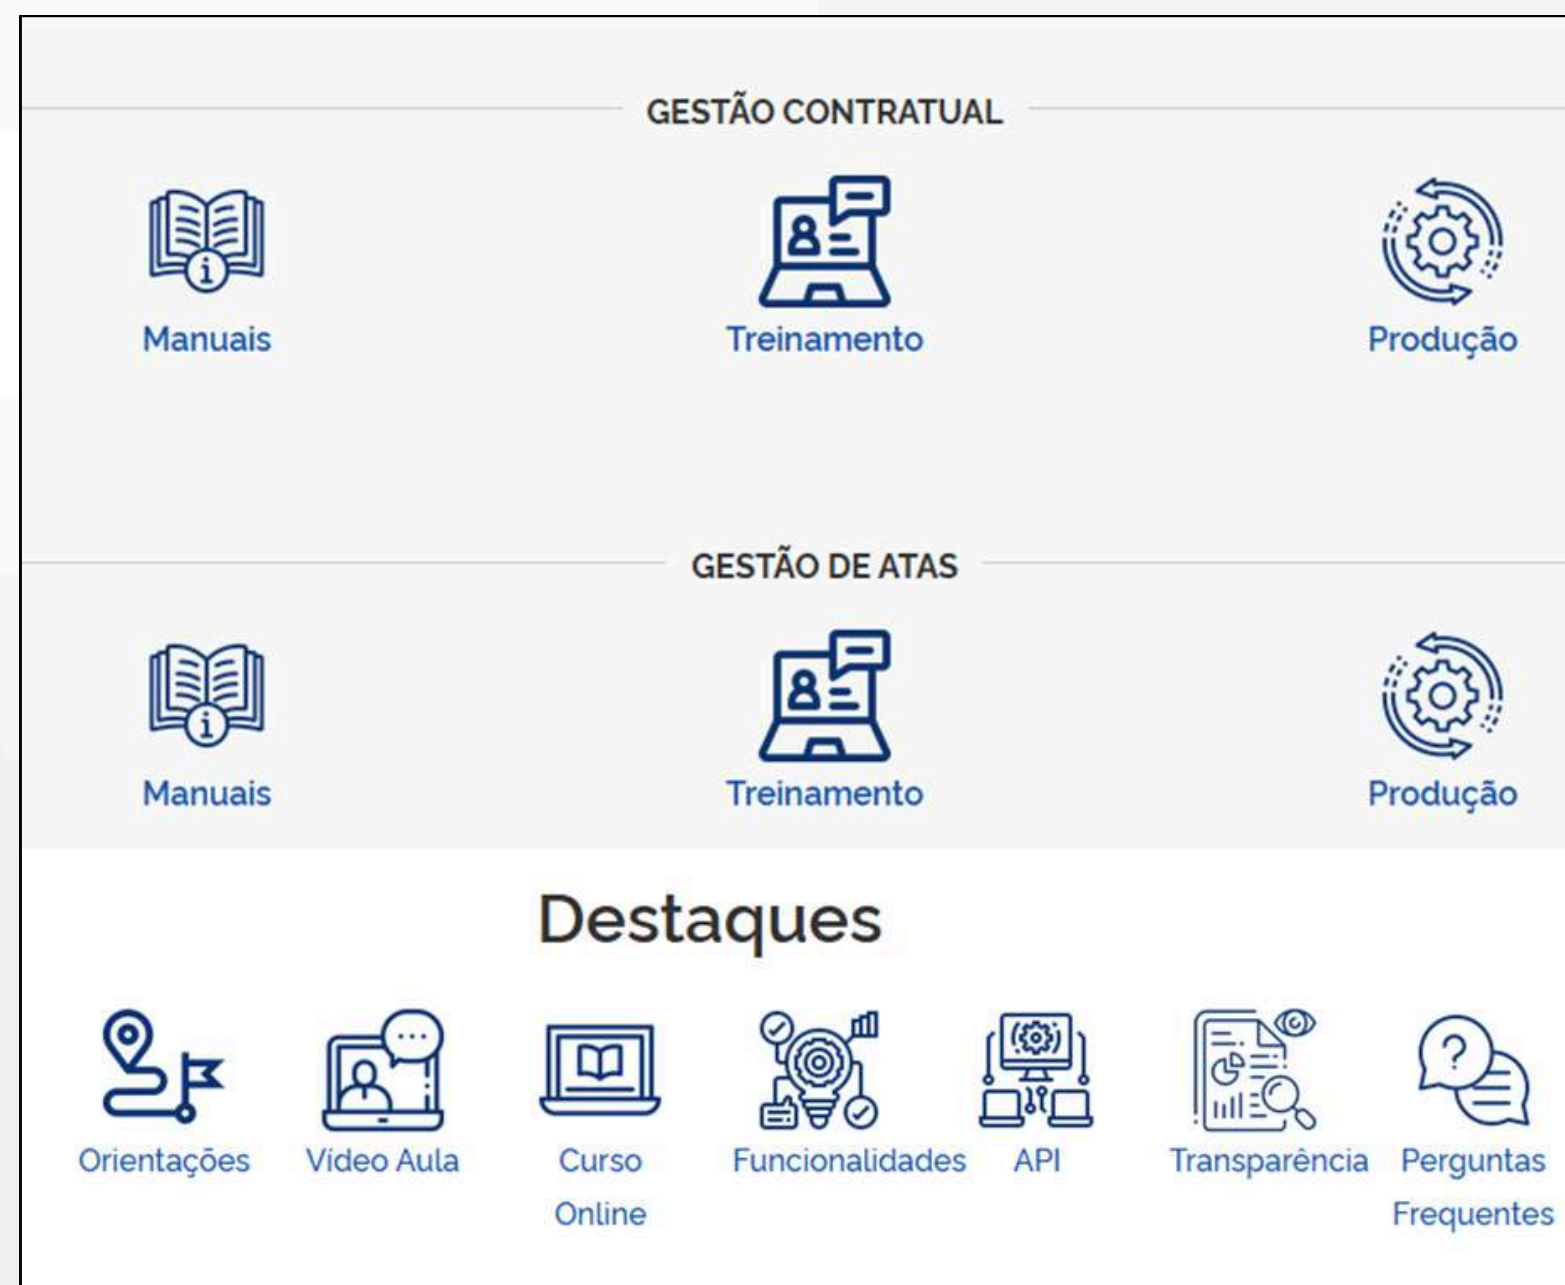 GESTÃO CONTRATUAL
Manuais
Treinamento
Produção
GESTÃO DE ATAS
Manuais
Treinamento
Produção
Destaques
Orientações
Vídeo Aula
Curso
Online
Funcionalidades
API
Transparência
Perguntas
Frequentes